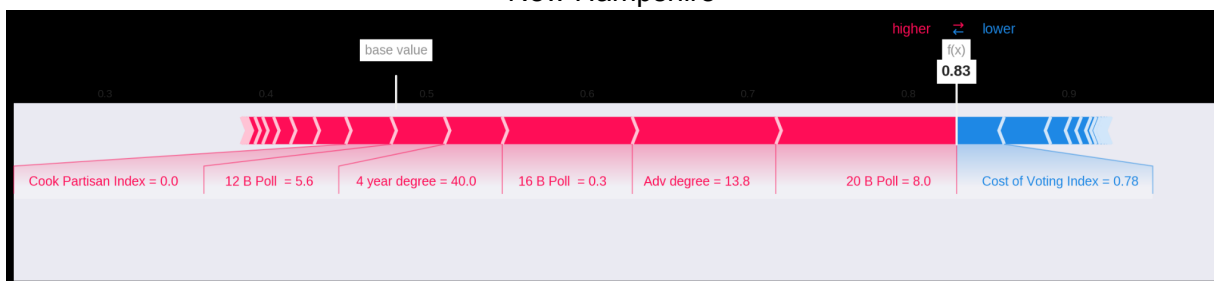 New Hampshire
higher ⇄ lower
base value
f(x)
0.83
0.3 0.4 0.5 0.6 0.7 0.8 0.9
Cook Partisan Index = 0.0 12 B Poll = 5.6 4 year degree = 40.0 16 B Poll = 0.3 Adv degree = 13.8 20 B Poll = 8.0 Cost of Voting Index = 0.78